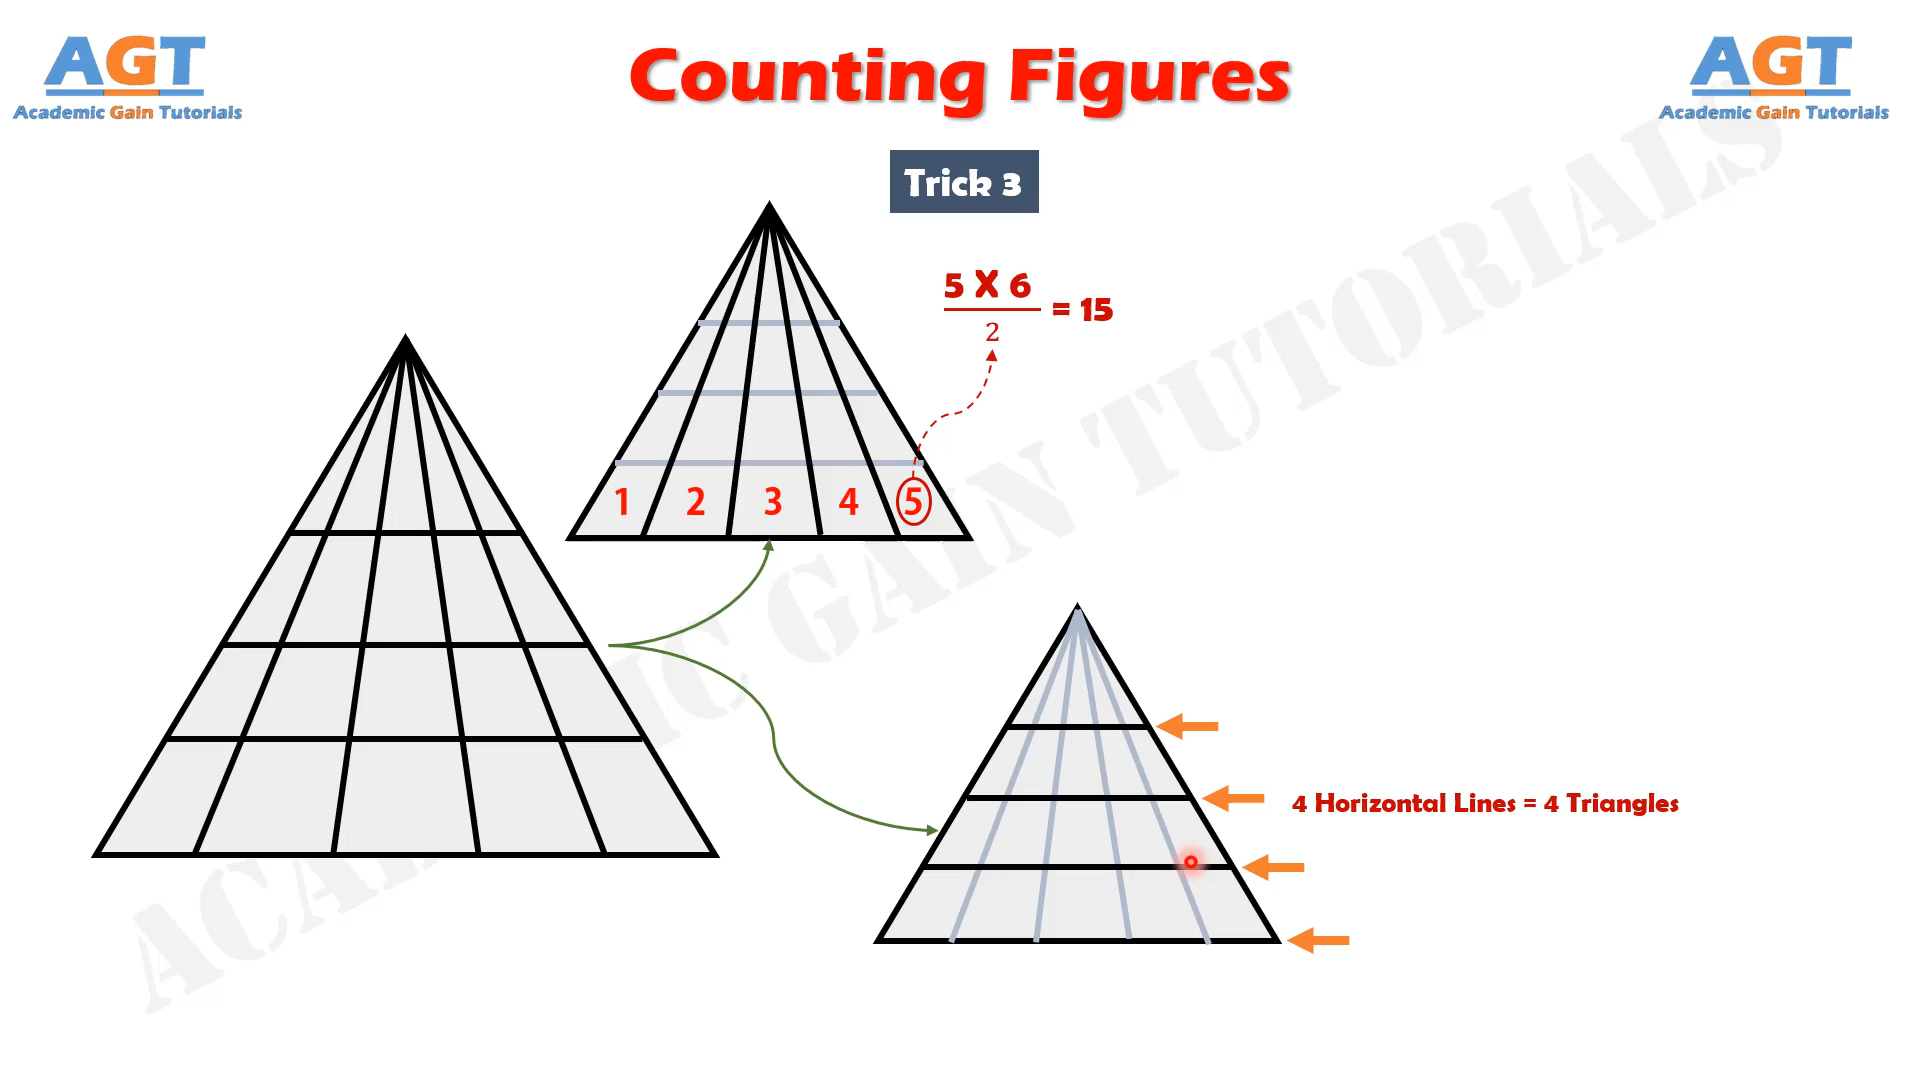 AGT
Academic Gain Tutorials
Counting Figures
AGT
Academic Gain Tutorials
Trick 3
5 X 6
2
= 15
1 2 3 4 5
4 Horizontal Lines = 4 Triangles
ACADEMIC GAIN TUTORIALS